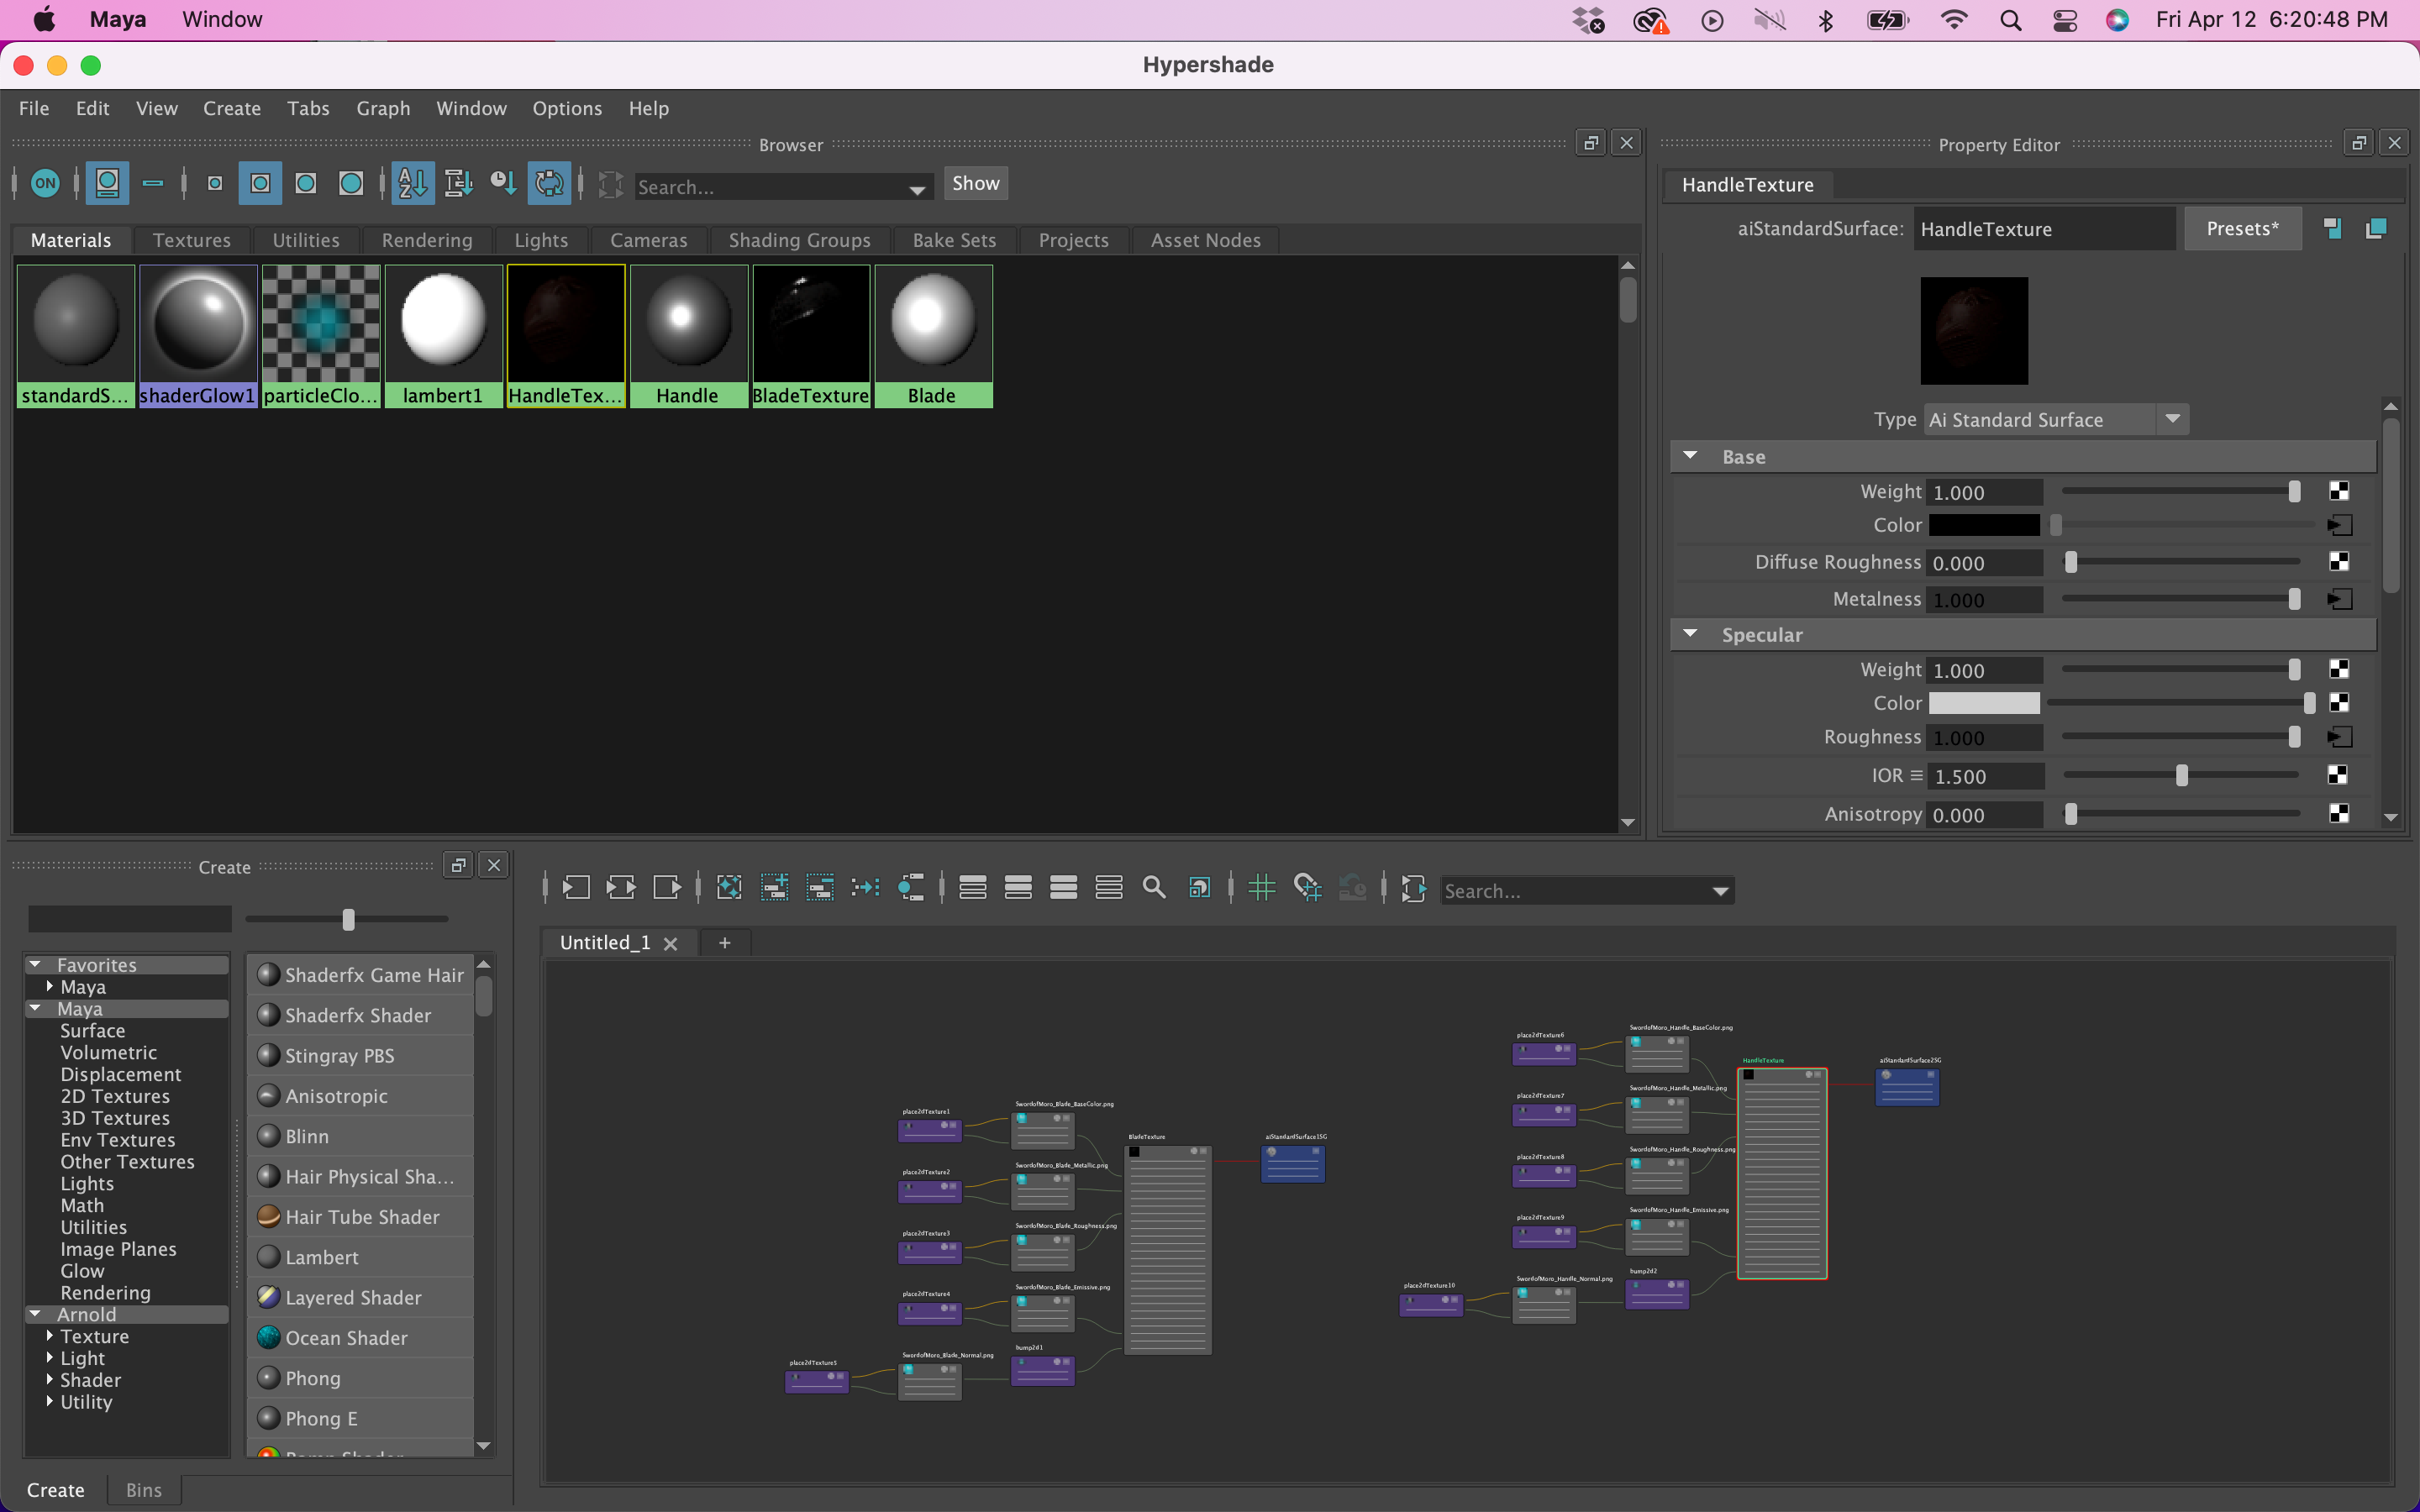 Maya Window Fri Apr 12 6:20:48 PM
Hypershade
File Edit View Create Tabs Graph Window Options Help
Browser
ON Search... Show
Materials Textures Utilities Rendering Lights Cameras Shading Groups Bake Sets Projects Asset Nodes
standardS... shaderGlow1 particleClo... lambert1 HandleTex... Handle BladeTexture Blade
Property Editor
HandleTexture
aiStandardSurface: HandleTexture Presets*
Type Ai Standard Surface
Base
Weight 1.000
Color
Diffuse Roughness 0.000
Metalness 1.000
Specular
Weight 1.000
Color
Roughness 1.000
IOR 1.500
Anisotropy 0.000
Create
Favorites
Maya
Maya
Surface
Volumetric
Displacement
2D Textures
3D Textures
Env Textures
Other Textures
Lights
Math
Utilities
Image Planes
Glow
Rendering
Arnold
Texture
Light
Shader
Utility
Shaderfx Game Hair
Shaderfx Shader
Stingray PBS
Anisotropic
Blinn
Hair Physical Sha...
Hair Tube Shader
Lambert
Layered Shader
Ocean Shader
Phong
Phong E
Ramp Shader
Create Bins
Search...
Untitled_1 +
place2dTexture1 SwordofMoro_Blade_BaseColor.png
place2dTexture2 SwordofMoro_Blade_Metallic.png
place2dTexture3 SwordofMoro_Blade_Roughness.png
place2dTexture4 SwordofMoro_Blade_Emissive.png
place2dTexture5 SwordofMoro_Blade_Normal.png bump2d1
BladeTexture aiStandardSurface1SG
place2dTexture6 SwordofMoro_Handle_BaseColor.png
place2dTexture7 SwordofMoro_Handle_Metallic.png
place2dTexture8 SwordofMoro_Handle_Roughness.png
place2dTexture9 SwordofMoro_Handle_Emissive.png
place2dTexture10 SwordofMoro_Handle_Normal.png bump2d2
HandleTexture aiStandardSurface2SG